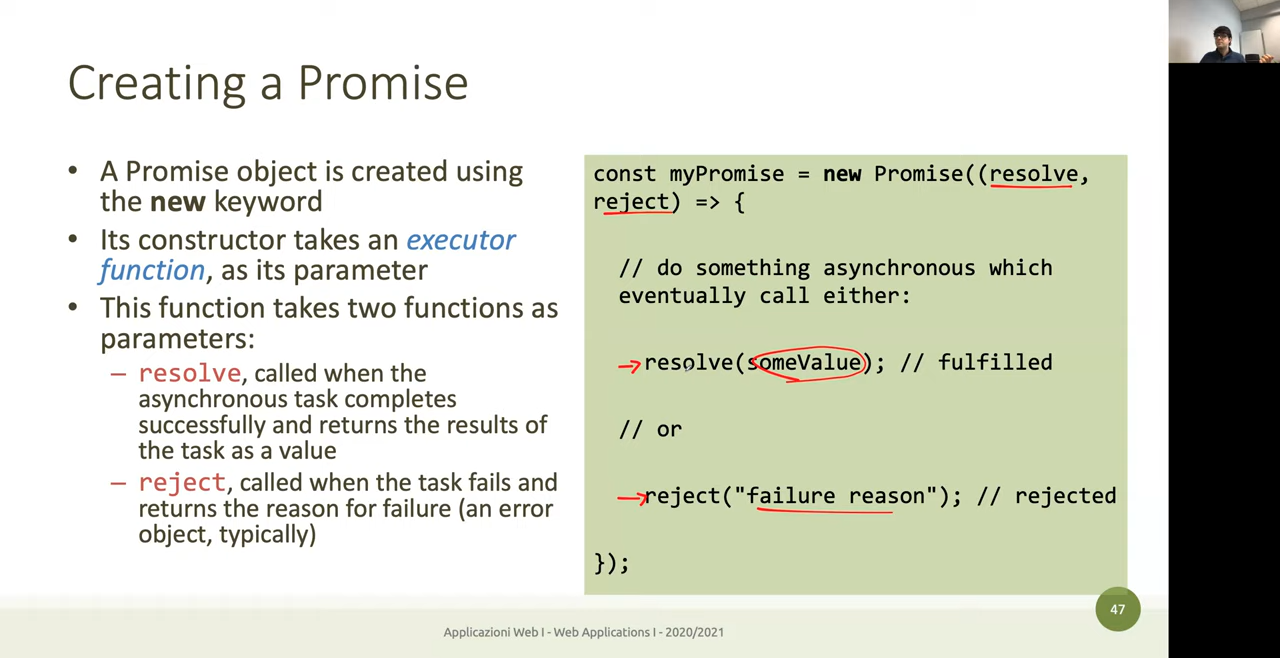 Creating a Promise
• A Promise object is created using
the new keyword
• Its constructor takes an executor
function, as its parameter
• This function takes two functions as
parameters:
– resolve, called when the
asynchronous task completes
successfully and returns the results of
the task as a value
– reject, called when the task fails and
returns the reason for failure (an error
object, typically)
const myPromise = new Promise((resolve,
reject) => {
// do something asynchronous which
eventually call either:
resolve(someValue); // fulfilled
// or
reject("failure reason"); // rejected
});
47
Applicazioni Web I - Web Applications I - 2020/2021